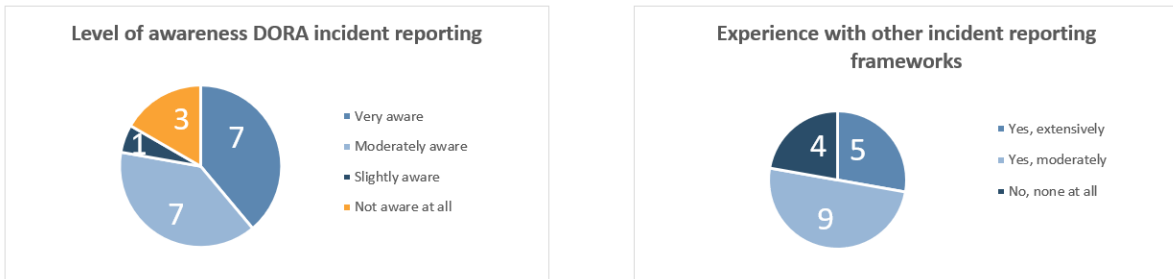 Level of awareness DORA incident reporting
3
7
1
7
Very aware
Moderately aware
Slightly aware
Not aware at all
Experience with other incident reporting
frameworks
4
5
9
Yes, extensively
Yes, moderately
No, none at all